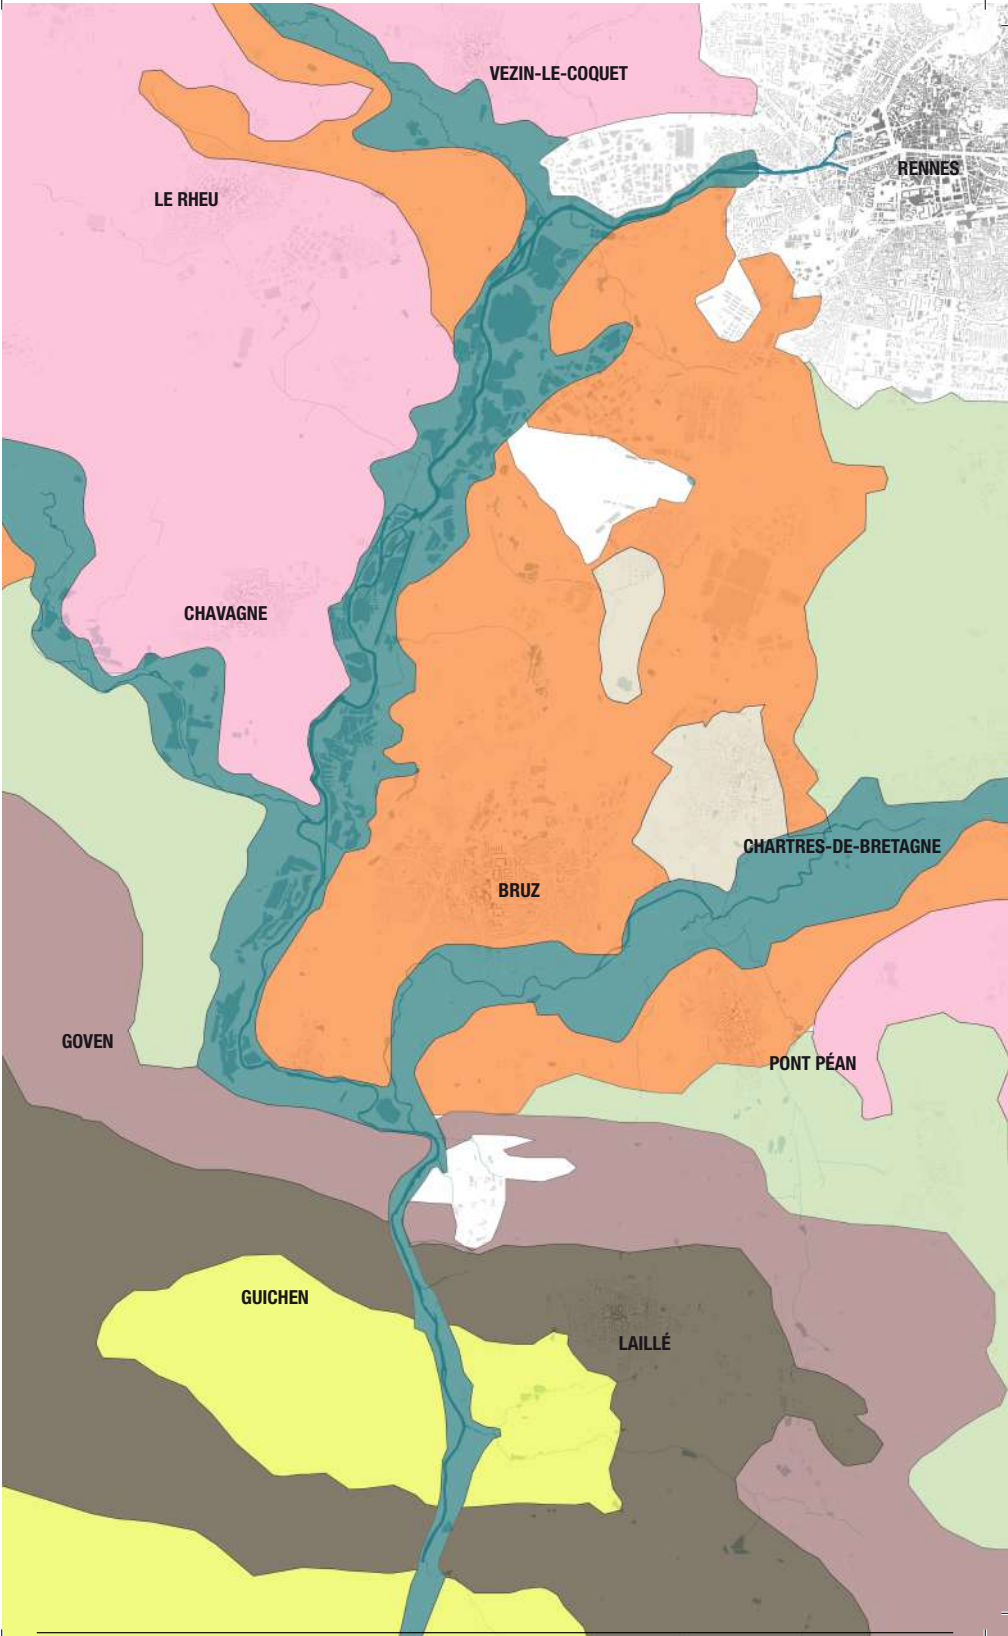 VEZIN-LE-COQUET
RENNES
LE RHEU
CHAVAGNE
CHARTRES-DE-BRETAGNE
BRUZ
GOVEN
PONT PÉAN
GUICHEN
LAILLÉ